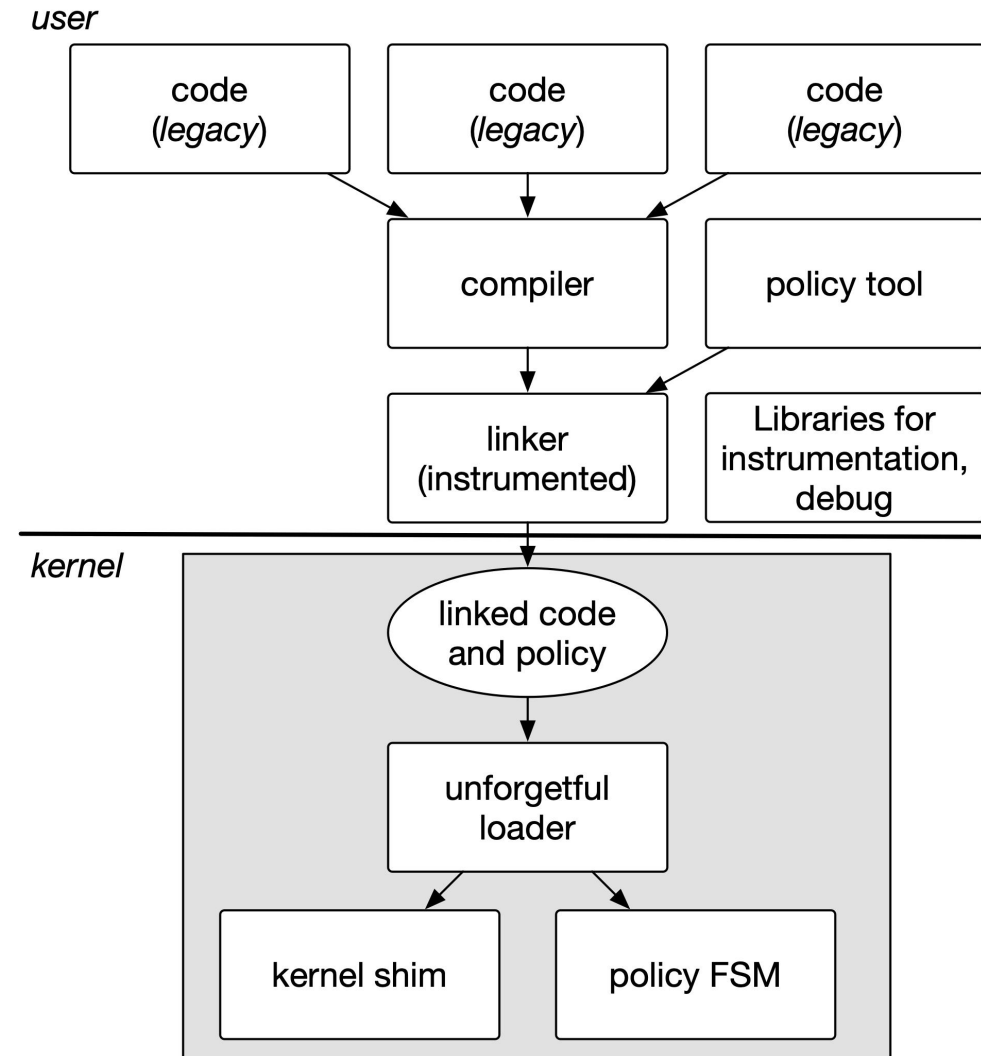 user
code
(legacy)
code
(legacy)
code
(legacy)
compiler
policy tool
linker
(instrumented)
Libraries for
instrumentation,
debug
kernel
linked code
and policy
unforgetful
loader
kernel shim
policy FSM